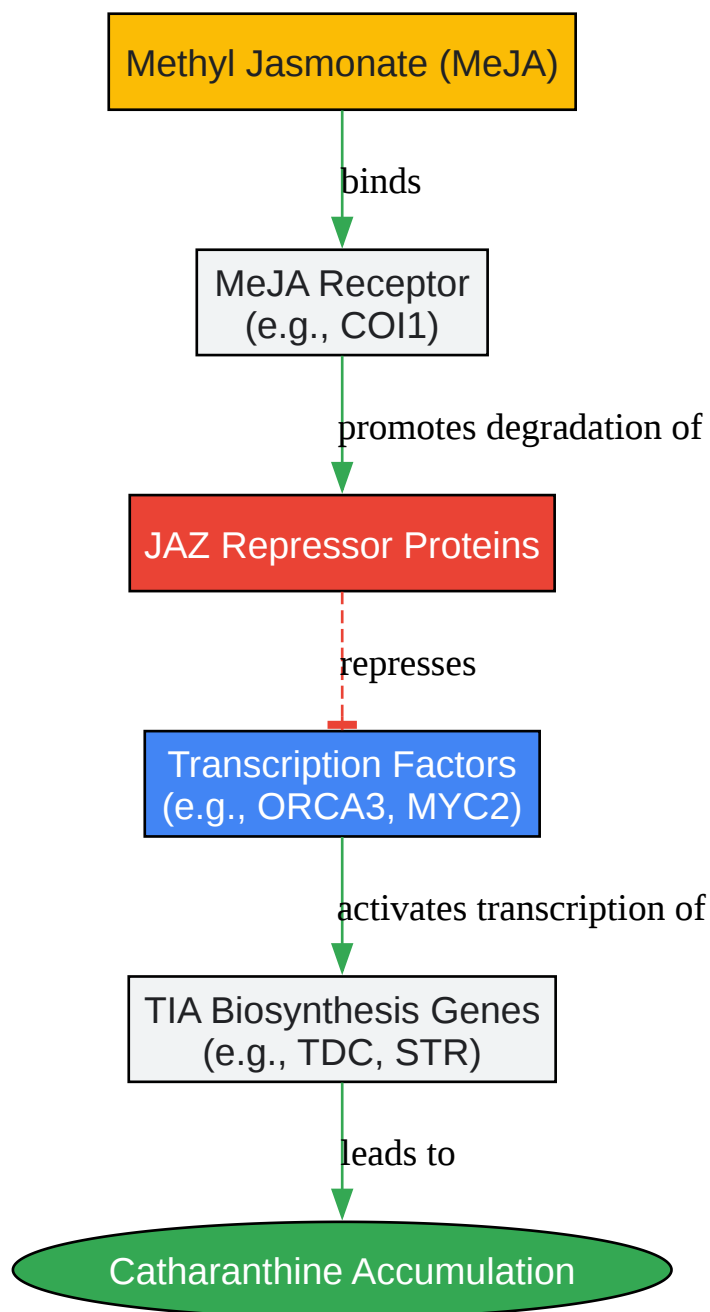 Methyl Jasmonate (MeJA)
binds
MeJA Receptor
(e.g., COI1)
promotes degradation of
JAZ Repressor Proteins
represses
Transcription Factors
(e.g., ORCA3, MYC2)
activates transcription of
TIA Biosynthesis Genes
(e.g., TDC, STR)
leads to
Catharanthine Accumulation